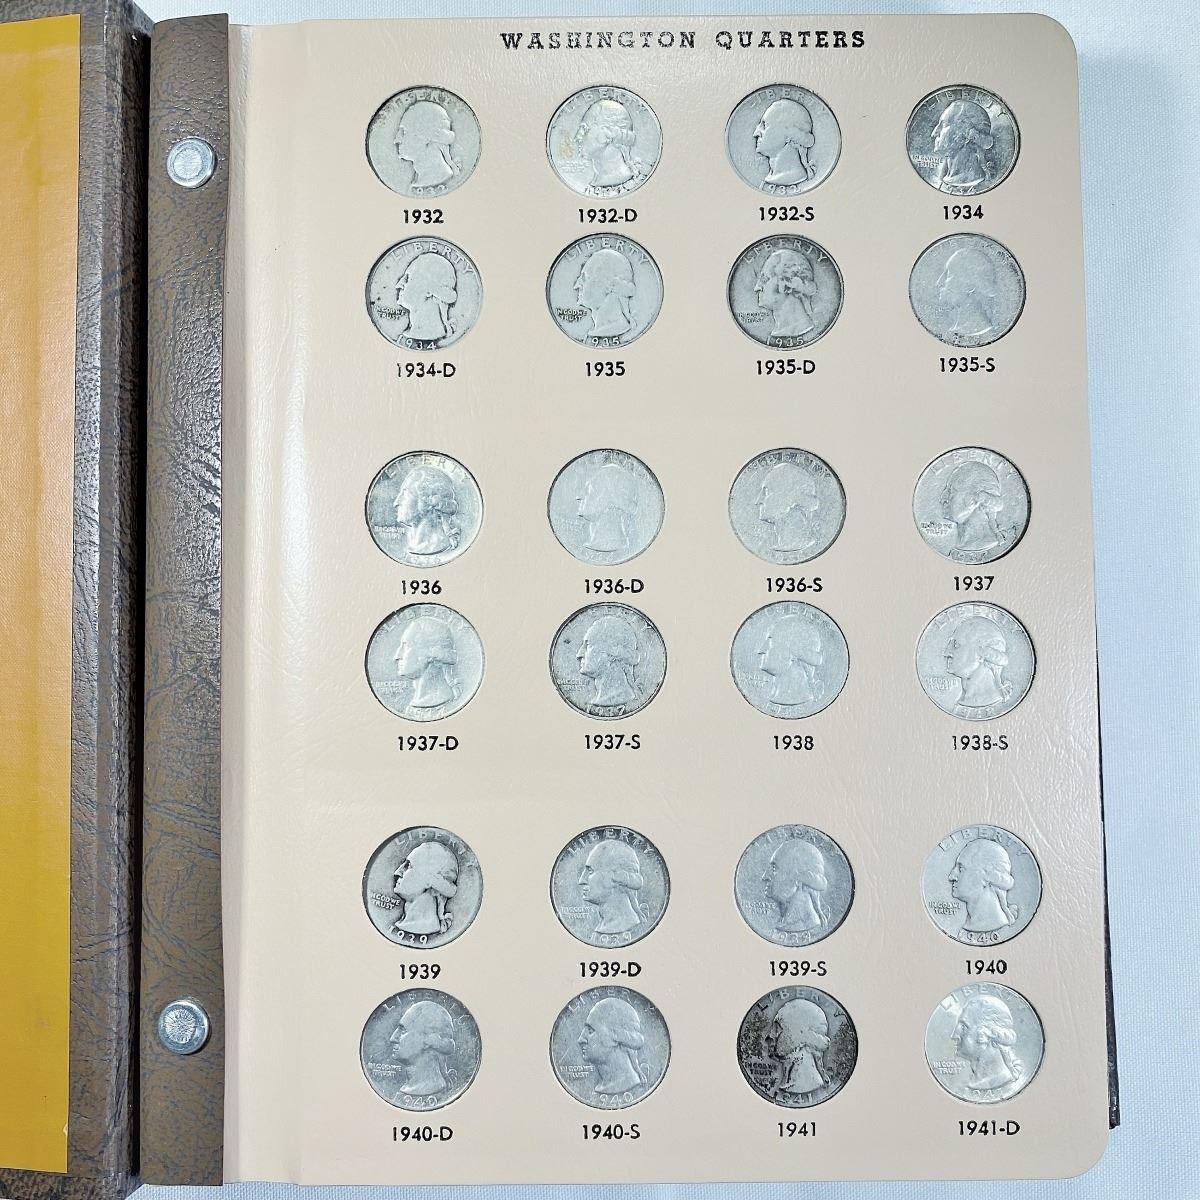 WASHINGTON QUARTERS
1932 1932-D 1932-S 1934
1934-D 1935 1935-D 1935-S
1936 1936-D 1936-S 1937
1937-D 1937-S 1938 1938-S
1939 1939-D 1939-S 1940
1940-D 1940-S 1941 1941-D